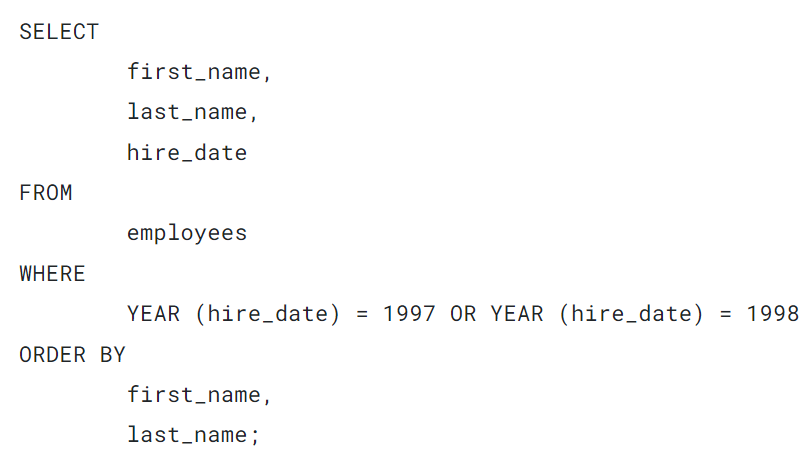 SELECT
first_name,
last_name,
hire_date
FROM
employees
WHERE
YEAR (hire_date) = 1997 OR YEAR (hire_date) = 1998
ORDER BY
first_name,
last_name;